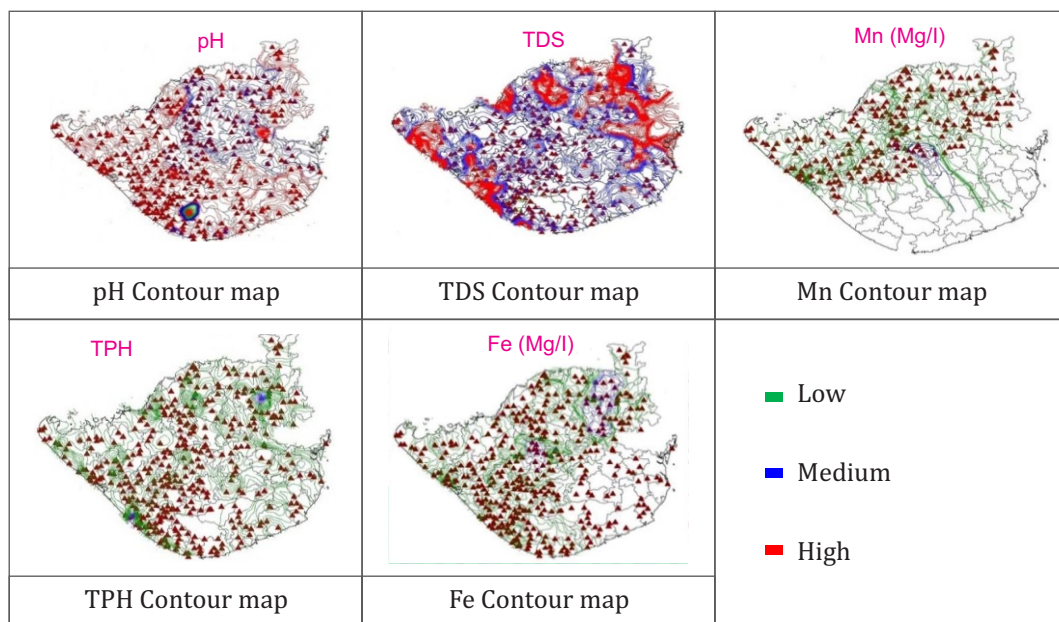 pH
TDS
Mn (Mg/l)
pH Contour map
TDS Contour map
Mn Contour map
TPH
Fe (Mg/l)
Low
Medium
High
TPH Contour map
Fe Contour map